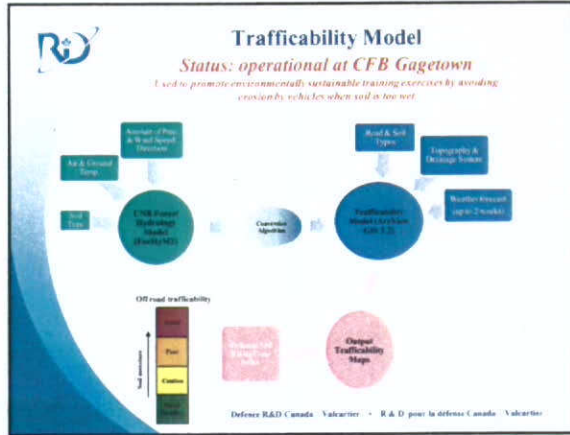 R&D
Trafficability Model
Status: operational at CFB Gagetown
Used to promote environmentally sustainable training exercises by avoiding
erosion by vehicles when soil is too wet
Amount of Prec.
& Wind Speed
Direction
Air & Ground
Temp.
Soil
Type
UNB Forest
Hydrology
Model
(ForHyM2)
Conversion
Algorithm
Road & Soil
Types
Topography &
Drainage System
Weather forecast
(up to 2 weeks)
Trafficability
Model (ArcView
GIS 3.2)
Off road trafficability
Soil moisture
Poor
Caution
Output
Trafficability
Maps
Defence R&D Canada - Valcartier • R & D pour la défense Canada - Valcartier